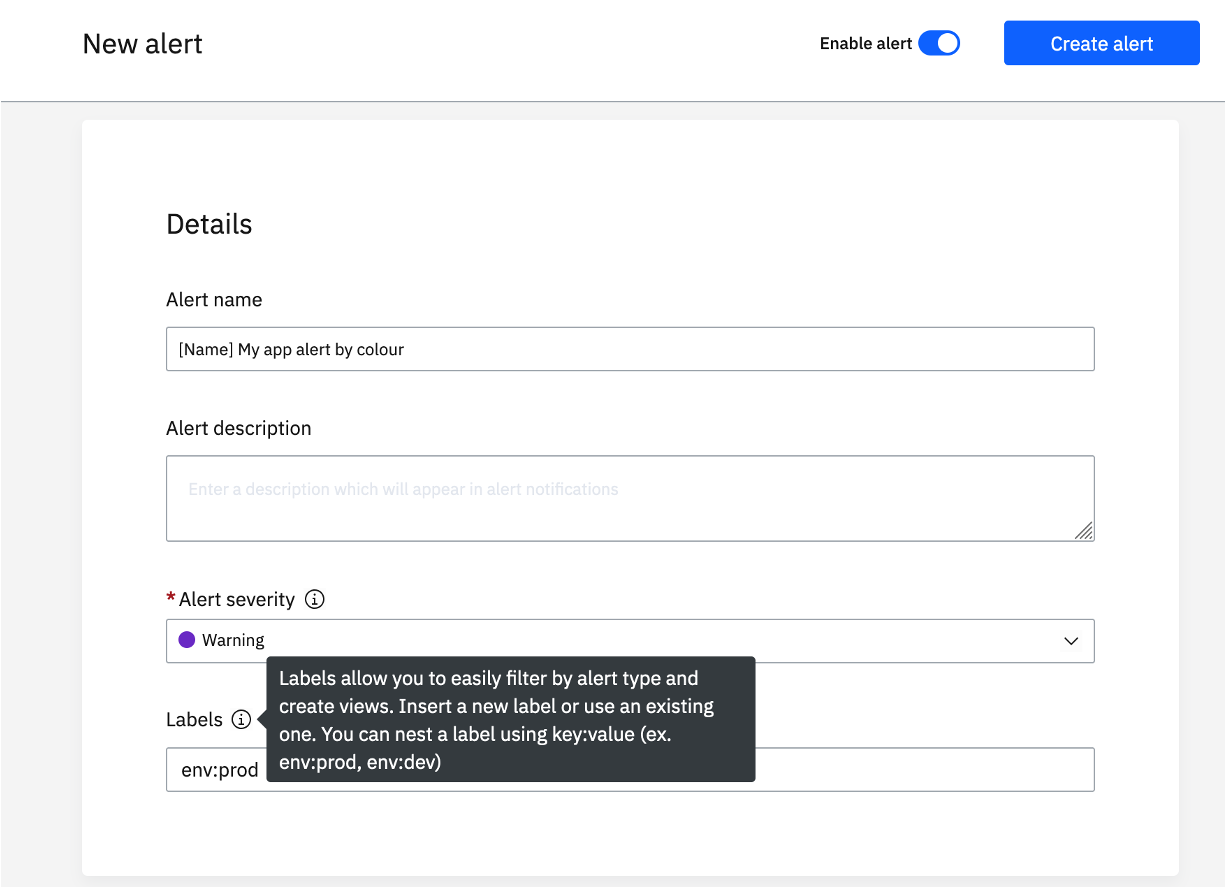 New alert
Enable alert
Create alert
Details
Alert name
[Name] My app alert by colour
Alert description
Enter a description which will appear in alert notifications
* Alert severity
Warning
Labels
Labels allow you to easily filter by alert type and
create views. Insert a new label or use an existing
one. You can nest a label using key:value (ex.
env:prod, env:dev)
env:prod